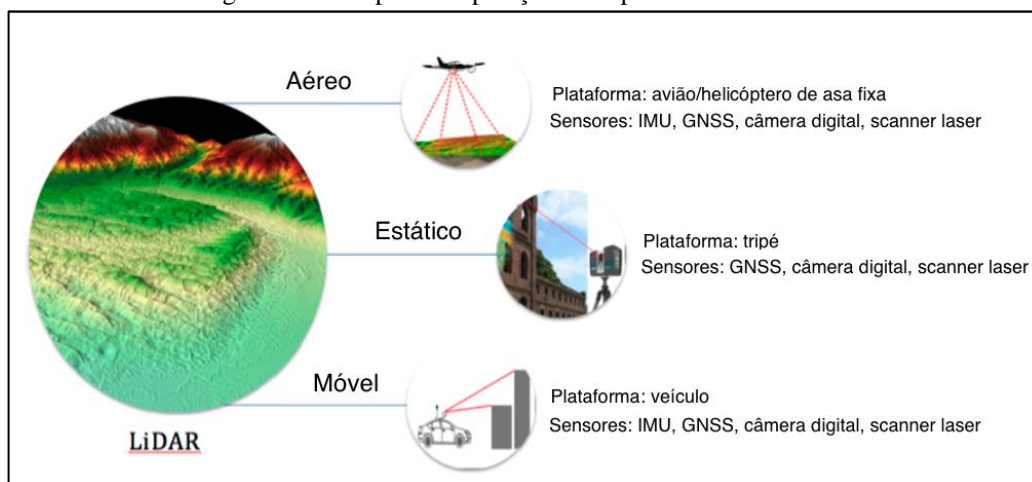 Aéreo
Plataforma: avião/helicóptero de asa fixa
Sensores: IMU, GNSS, câmera digital, scanner laser
Estático
Plataforma: tripé
Sensores: GNSS, câmera digital, scanner laser
Móvel
Plataforma: veículo
Sensores: IMU, GNSS, câmera digital, scanner laser
LiDAR